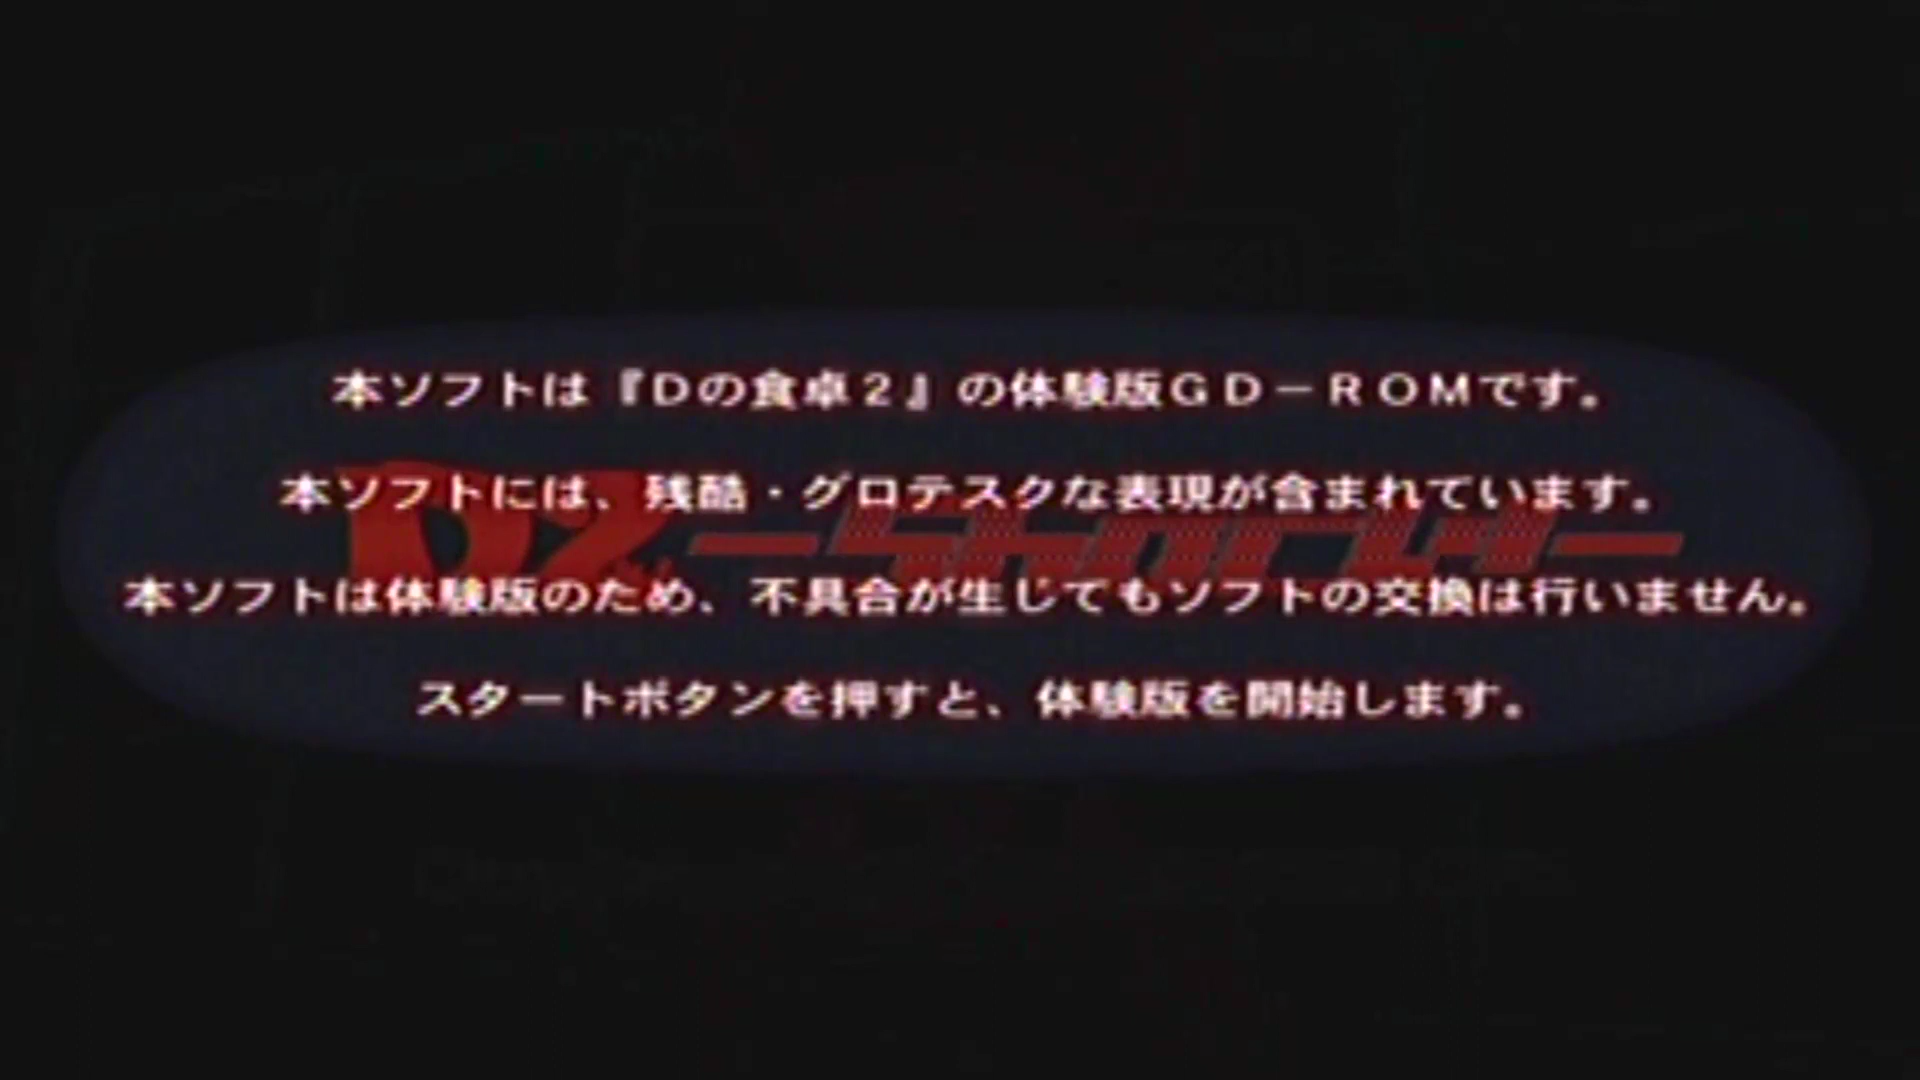 本ソフトは『Dの食卓2』の体験版GD-ROMです。
本ソフトには、残酷・グロテスクな表現が含まれています。
D2 -Shock-
本ソフトは体験版のため、不具合が生じてもソフトの交換は行いません。
スタートボタンを押すと、体験版を開始します。